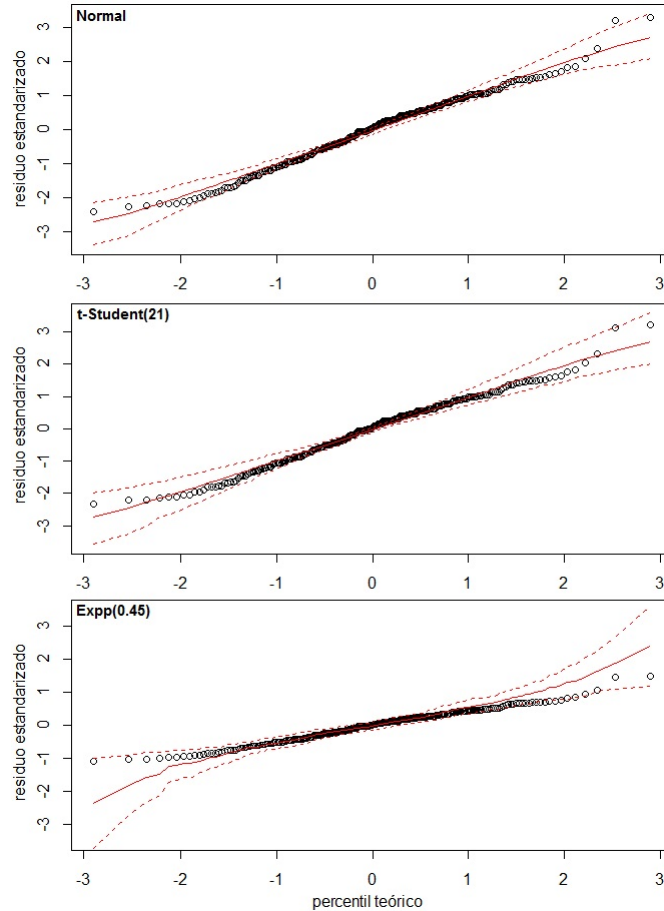 Normal
residuo estandarizado
3
2
1
0
-1
-2
-3
-3 -2 -1 0 1 2 3
t-Student(21)
residuo estandarizado
3
2
1
0
-1
-2
-3
-3 -2 -1 0 1 2 3
Expp(0.45)
residuo estandarizado
3
2
1
0
-1
-2
-3
-3 -2 -1 0 1 2 3
percentil teórico